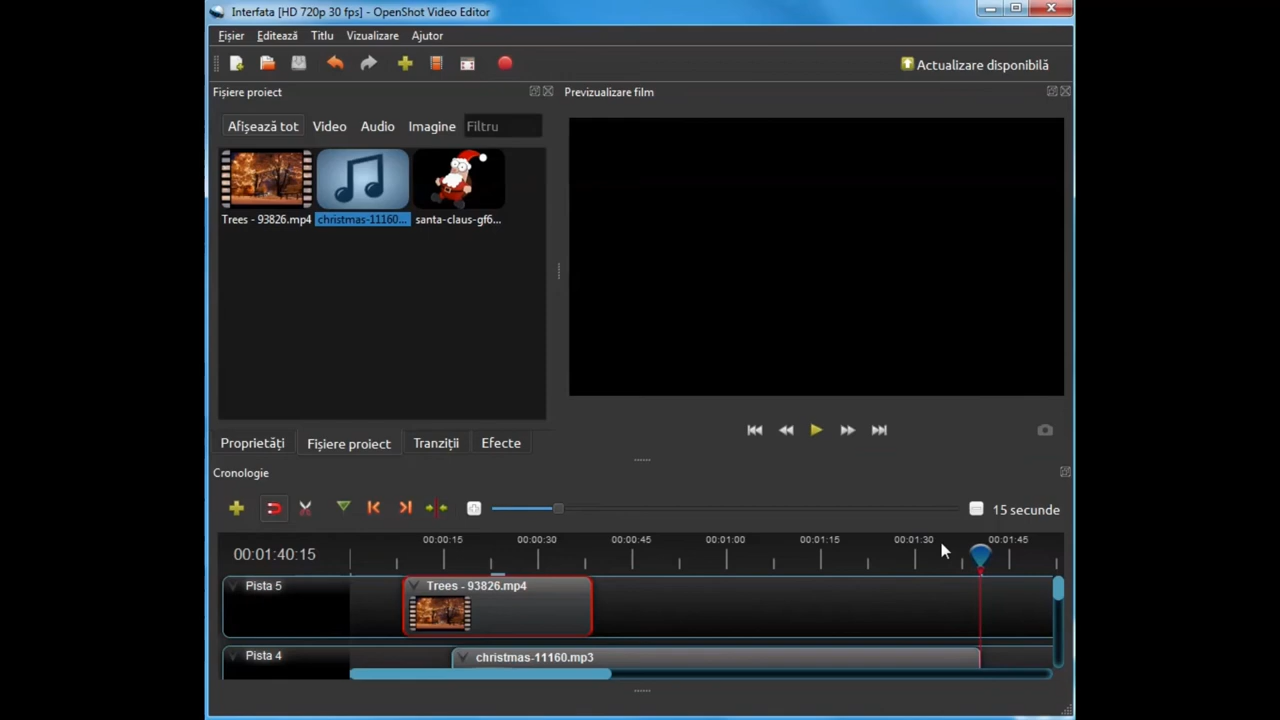 Interfata [HD 720p 30 fps] - OpenShot Video Editor
Fișier Editează Titlu Vizualizare Ajutor
Actualizare disponibilă
Fișiere proiect
Previzualizare film
Afișează tot Video Audio Imagine Filtru
Trees - 93826.mp4 christmas-11160... santa-claus-gf6...
Proprietăți Fișiere proiect Tranziții Efecte
Cronologie
15 secunde
00:01:40:15
00:00:15 00:00:30 00:00:45 00:01:00 00:01:15 00:01:30 00:01:45
Pista 5
Trees - 93826.mp4
Pista 4
christmas-11160.mp3